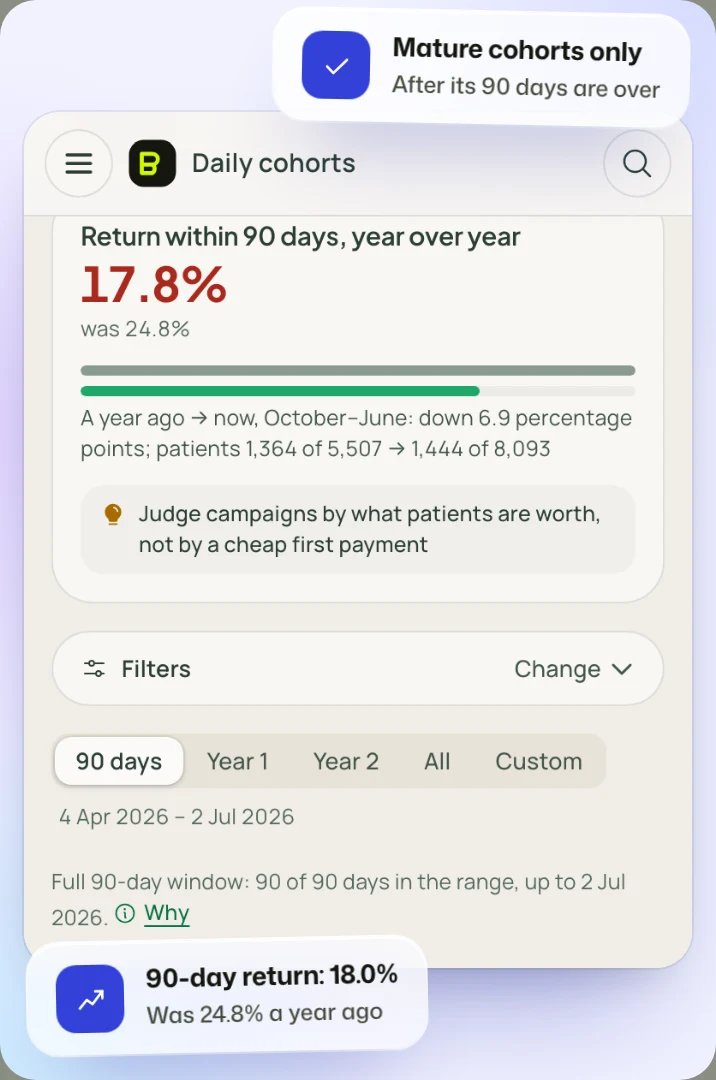 Mature cohorts only
After its 90 days are over
B
Daily cohorts
Return within 90 days, year over year
17.8%
was 24.8%
A year ago → now, October–June: down 6.9 percentage
points; patients 1,364 of 5,507 → 1,444 of 8,093
Judge campaigns by what patients are worth,
not by a cheap first payment
Filters
Change
90 days
Year 1
Year 2
All
Custom
4 Apr 2026 – 2 Jul 2026
Full 90-day window: 90 of 90 days in the range, up to 2 Jul
2026. Why
90-day return: 18.0%
Was 24.8% a year ago